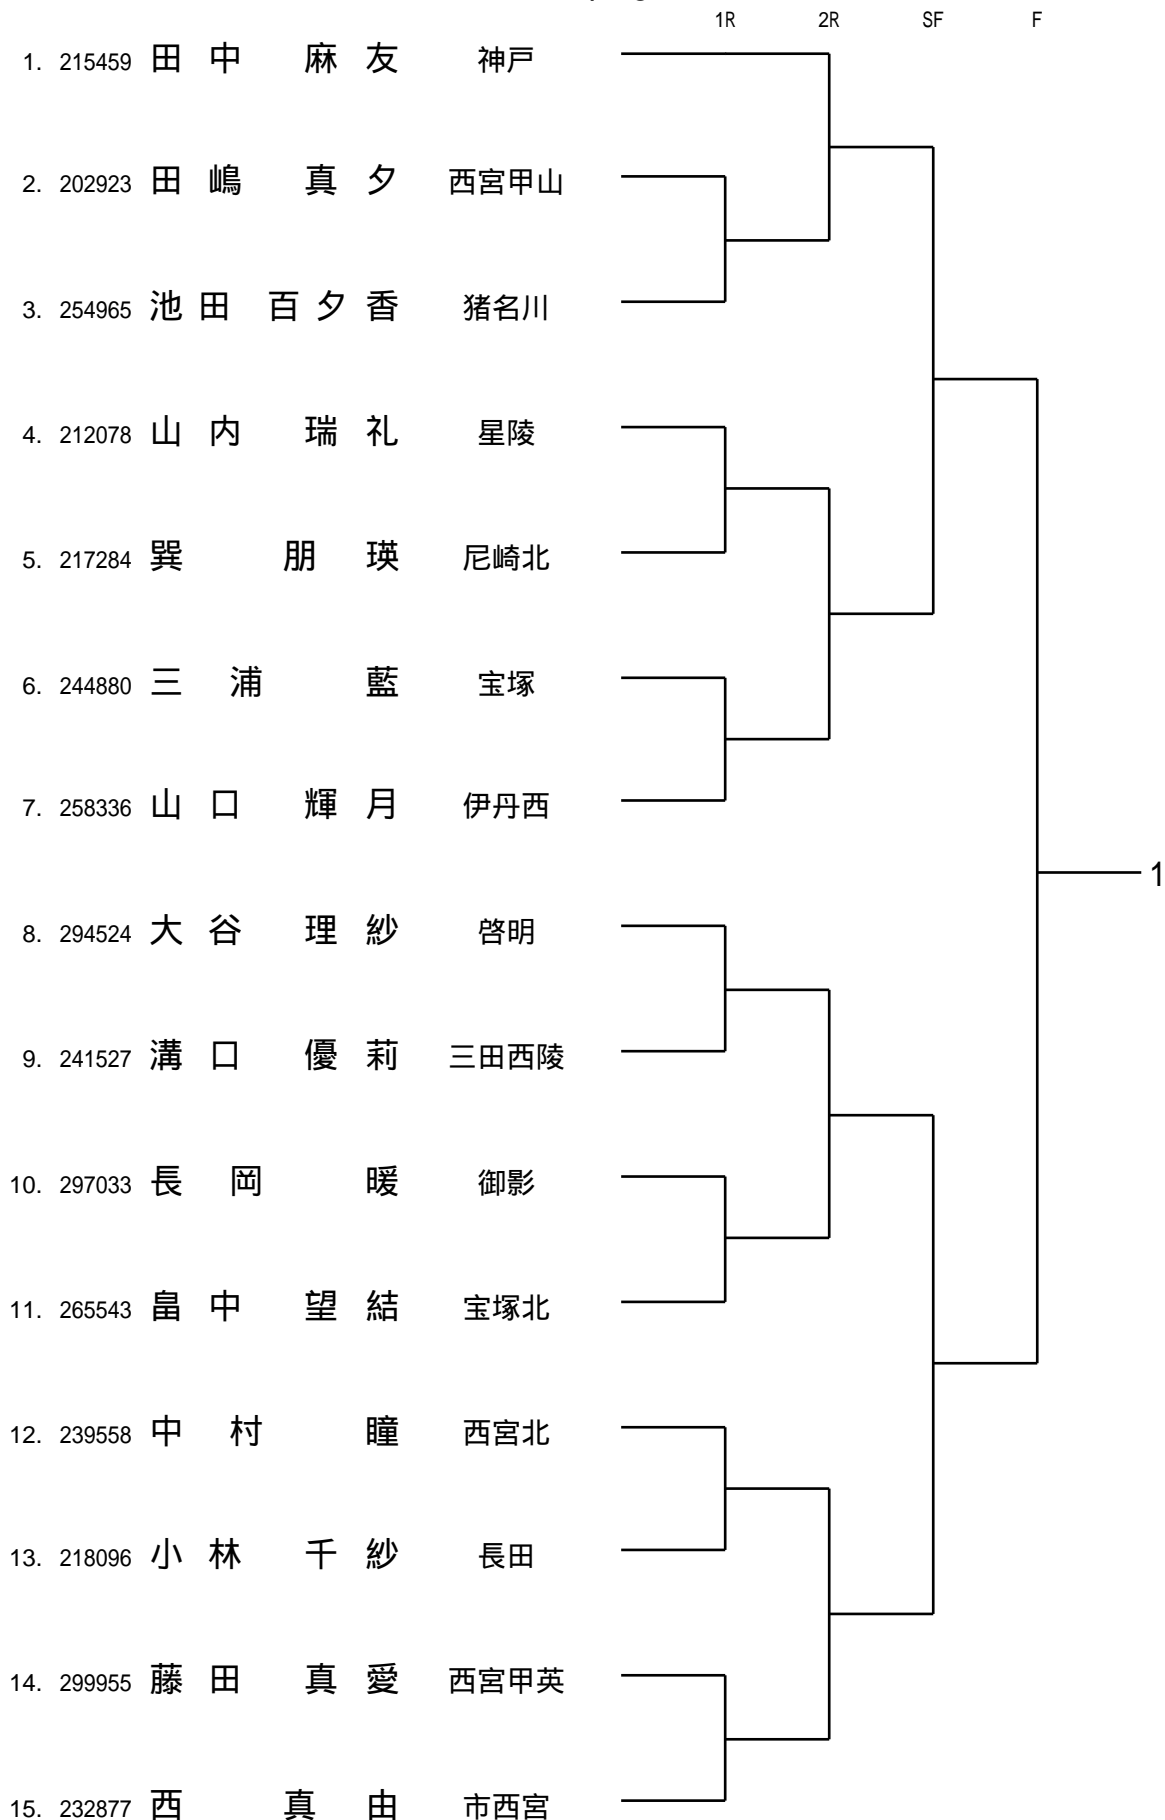 1R 2R SF F
1. 215459 田中 麻友 神戸
2. 202923 田嶋 真夕 西宮甲山
3. 254965 池田 百夕香 猪名川
4. 212078 山内 瑞礼 星陵
5. 217284 巽 朋瑛 尼崎北
6. 244880 三浦 藍 宝塚
7. 258336 山口 輝月 伊丹西
1
8. 294524 大谷 理紗 啓明
9. 241527 溝口 優莉 三田西陵
10. 297033 長岡 暖 御影
11. 265543 畠中 望結 宝塚北
12. 239558 中村 瞳 西宮北
13. 218096 小林 千紗 長田
14. 299955 藤田 真愛 西宮甲英
15. 232877 西 真由 市西宮